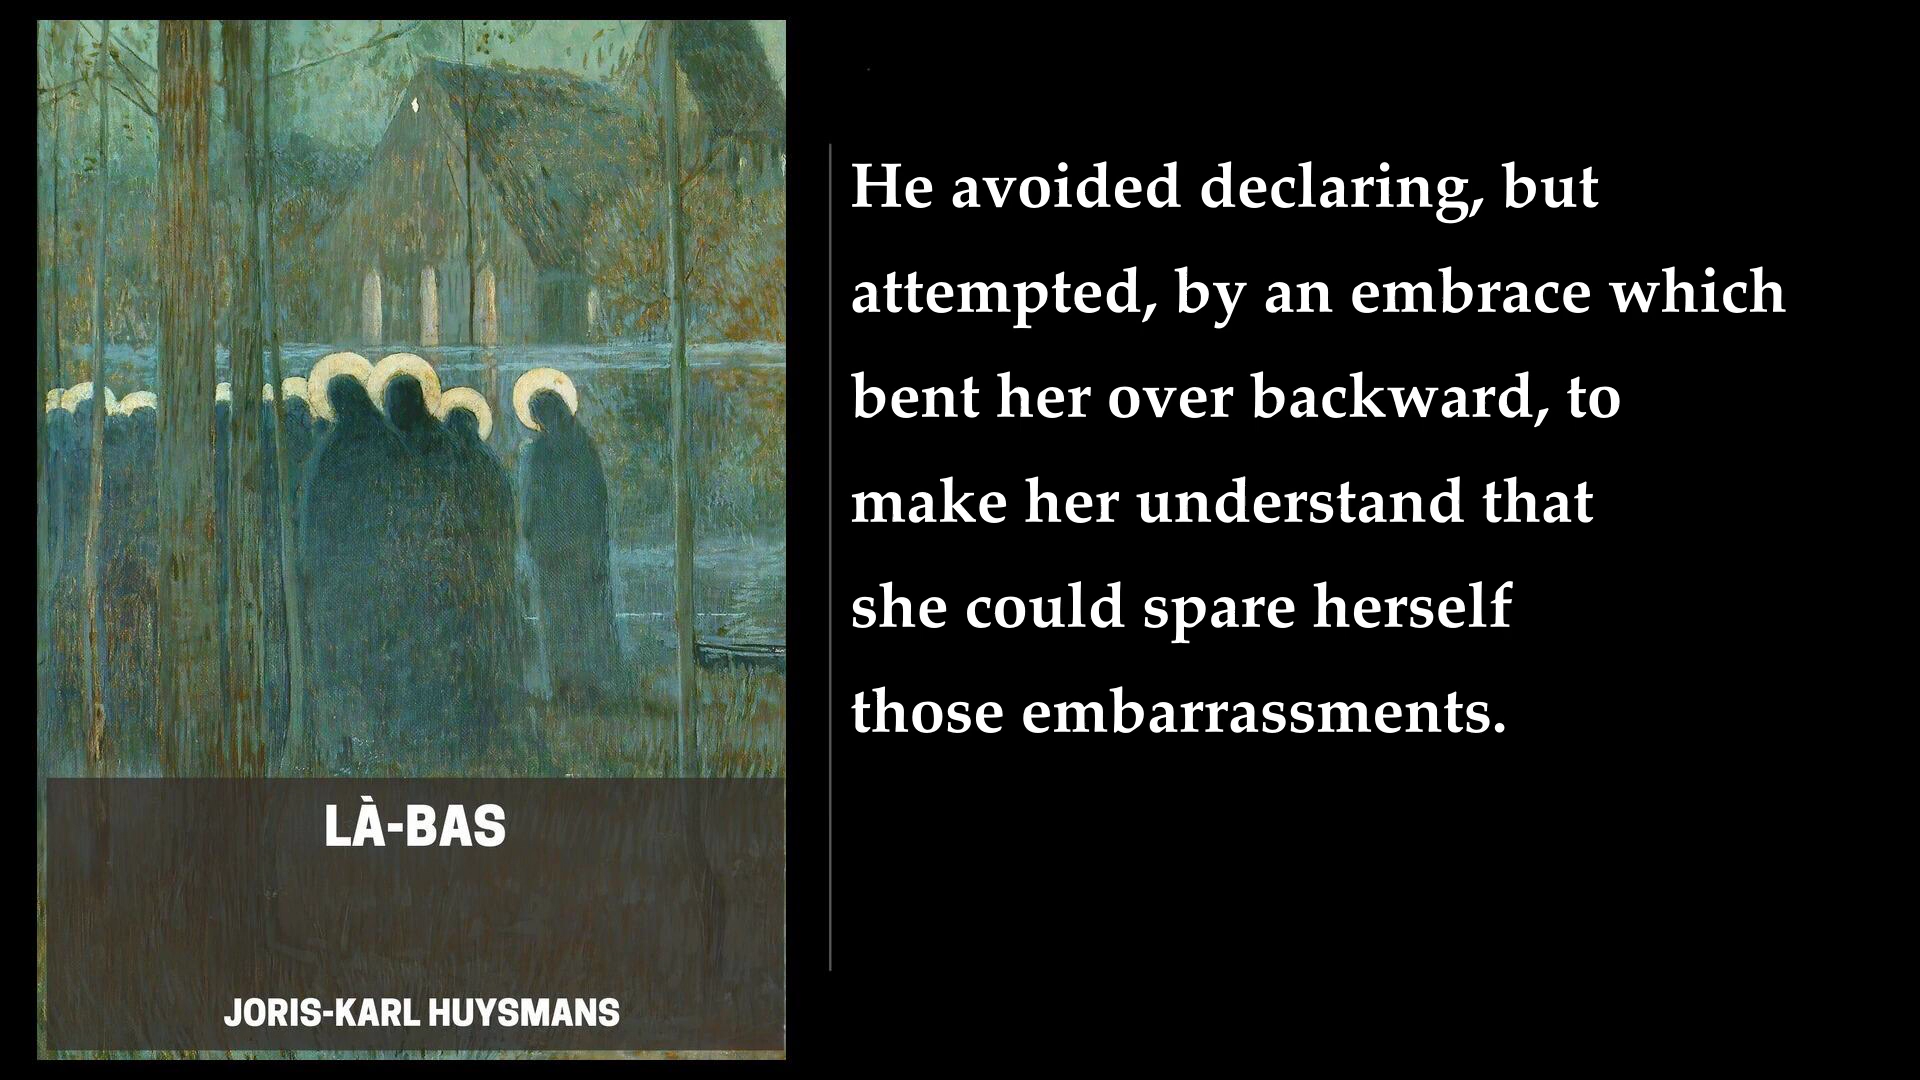 LÀ-BAS
JORIS-KARL HUYSMANS
He avoided declaring, but
attempted, by an embrace which
bent her over backward, to
make her understand that
she could spare herself
those embarrassments.